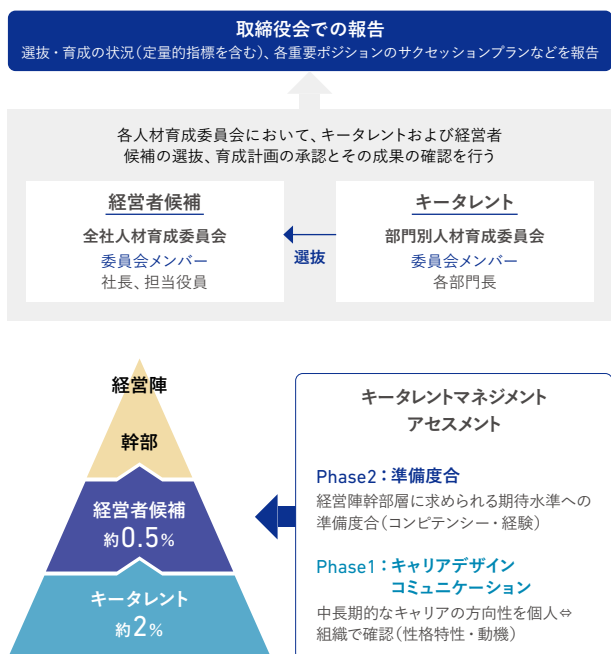 取締役会での報告
選抜・育成の状況(定量的指標を含む)、各重要ポジションのサクセッションプランなどを報告
各人材育成委員会において、キータレントおよび経営者
候補の選抜、育成計画の承認とその成果の確認を行う
経営者候補
全社人材育成委員会
委員会メンバー
社長、担当役員
選抜
キータレント
部門別人材育成委員会
委員会メンバー
各部門長
経営陣
幹部
経営者候補
約0.5%
キータレント
約2%
キータレントマネジメント
アセスメント
Phase2:準備度合
経営陣幹部層に求められる期待水準への
準備度合(コンピテンシー・経験)
Phase1:キャリアデザイン
コミュニケーション
中長期的なキャリアの方向性を個人⇔
組織で確認(性格特性・動機)